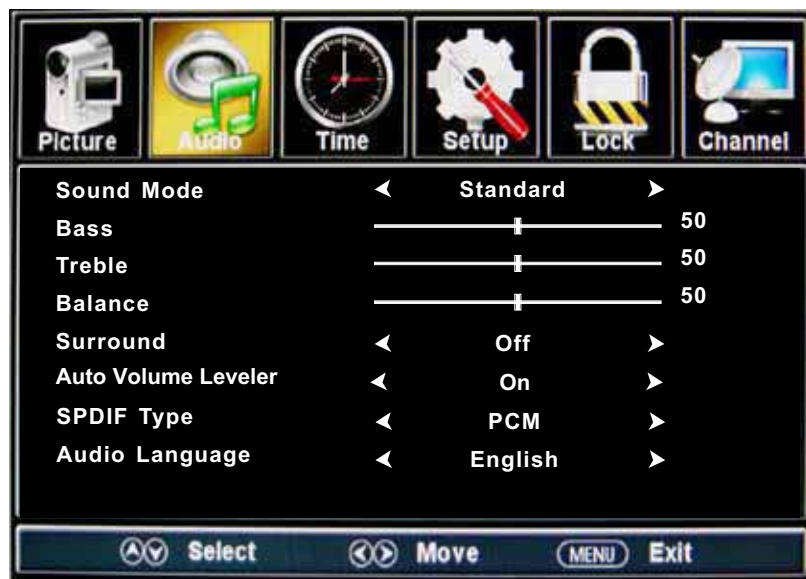 Picture Audio Time Setup Lock Channel
Sound Mode Standard
Bass 50
Treble 50
Balance 50
Surround Off
Auto Volume Leveler On
SPDIF Type PCM
Audio Language English
Select Move MENU Exit